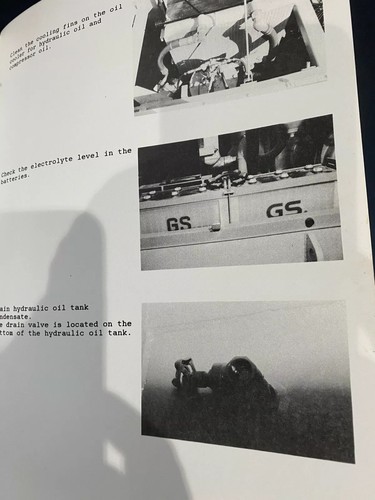 Clean the cooling fins on the oil
cooler for hydraulic oil and
compressor oil.
Check the electrolyte level in the
batteries.
GS
GS.
ain hydraulic oil tank
ndensate.
e drain valve is located on the
ttom of the hydraulic oil tank.